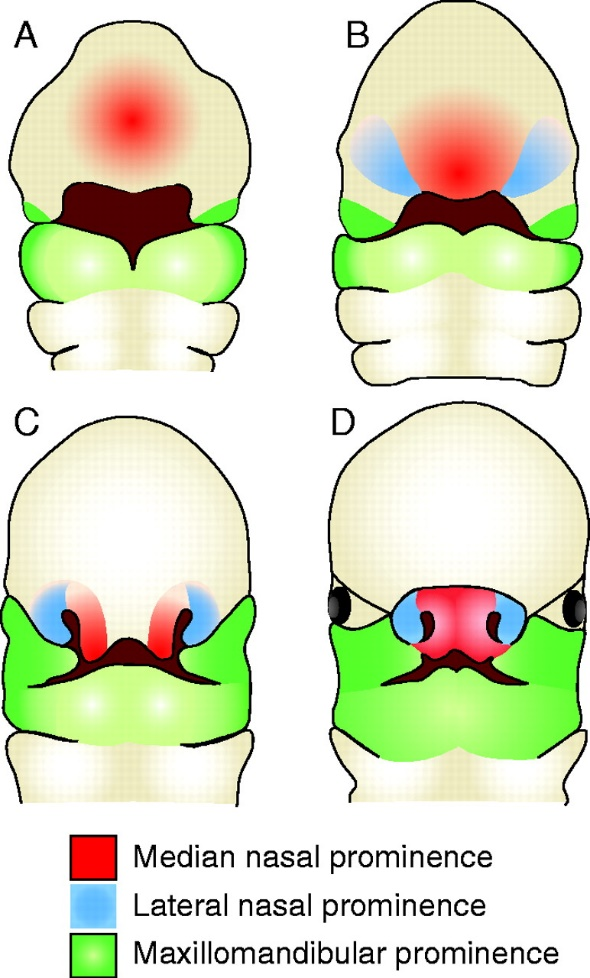 A
B
C
D
Median nasal prominence
Lateral nasal prominence
Maxillomandibular prominence